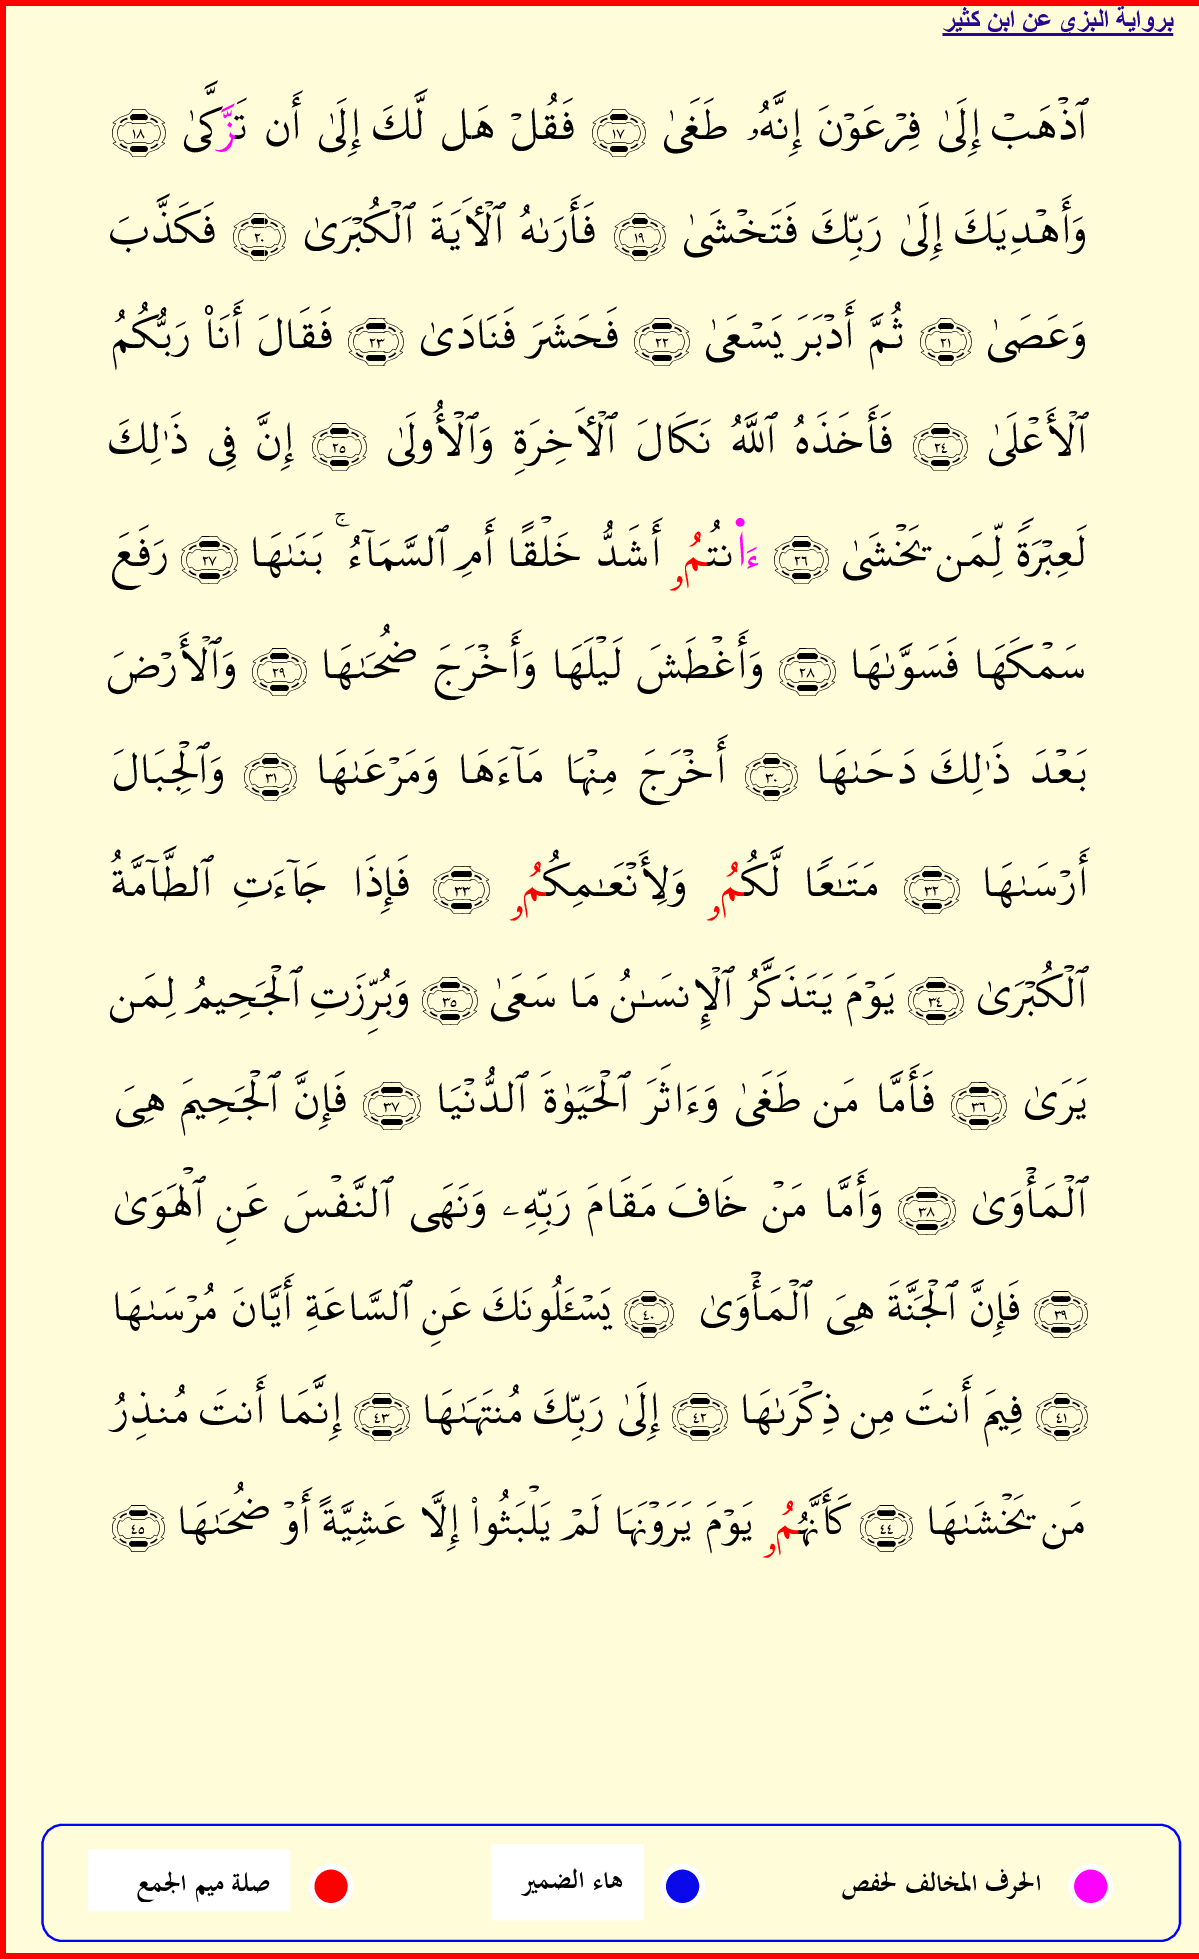 برواية البزي عن ابن كثير
ٱذْهَبْ إِلَىٰ فِرْعَوْنَ إِنَّهُۥ طَغَىٰ ١٧ فَقُلْ هَل لَّكَ إِلَىٰ أَن تَزَّكَّىٰ ١٨
وَأَهْدِيَكَ إِلَىٰ رَبِّكَ فَتَخْشَىٰ ١٩ فَأَرَىٰهُ ٱلْأٓيَةَ ٱلْكُبْرَىٰ ٢٠ فَكَذَّبَ
وَعَصَىٰ ٢١ ثُمَّ أَدْبَرَ يَسْعَىٰ ٢٢ فَحَشَرَ فَنَادَىٰ ٢٣ فَقَالَ أَنَا۠ رَبُّكُمُ
ٱلْأَعْلَىٰ ٢٤ فَأَخَذَهُ ٱللَّهُ نَكَالَ ٱلْأٓخِرَةِ وَٱلْأُولَىٰ ٢٥ إِنَّ فِى ذَٰلِكَ
لَعِبْرَةً لِّمَن يَخْشَىٰ ٢٦ ءَا۬نتُمُۥ أَشَدُّ خَلْقًا أَمِ ٱلسَّمَآءُ ۚ بَنَىٰهَا ٢٧ رَفَعَ
سَمْكَهَا فَسَوَّىٰهَا ٢٨ وَأَغْطَشَ لَيْلَهَا وَأَخْرَجَ ضُحَىٰهَا ٢٩ وَٱلْأَرْضَ
بَعْدَ ذَٰلِكَ دَحَىٰهَا ٣٠ أَخْرَجَ مِنْهَا مَآءَهَا وَمَرْعَىٰهَا ٣١ وَٱلْجِبَالَ
أَرْسَىٰهَا ٣٢ مَتَـٰعًا لَّكُمُۥ وَلِأَنْعَـٰمِكُمُۥ ٣٣ فَإِذَا جَآءَتِ ٱلطَّآمَّةُ
ٱلْكُبْرَىٰ ٣٤ يَوْمَ يَتَذَكَّرُ ٱلْإِنسَـٰنُ مَا سَعَىٰ ٣٥ وَبُرِّزَتِ ٱلْجَحِيمُ لِمَن
يَرَىٰ ٣٦ فَأَمَّا مَن طَغَىٰ وَءَاثَرَ ٱلْحَيَوٰةَ ٱلدُّنْيَا ٣٧ فَإِنَّ ٱلْجَحِيمَ هِىَ
ٱلْمَأْوَىٰ ٣٨ وَأَمَّا مَنْ خَافَ مَقَامَ رَبِّهِۦ وَنَهَى ٱلنَّفْسَ عَنِ ٱلْهَوَىٰ
٣٩ فَإِنَّ ٱلْجَنَّةَ هِىَ ٱلْمَأْوَىٰ ٤٠ يَسْـَٔلُونَكَ عَنِ ٱلسَّاعَةِ أَيَّانَ مُرْسَىٰهَا
٤١ فِيمَ أَنتَ مِن ذِكْرَىٰهَا ٤٢ إِلَىٰ رَبِّكَ مُنتَهَىٰهَا ٤٣ إِنَّمَا أَنتَ مُنذِرُ
مَن يَخْشَىٰهَا ٤٤ كَأَنَّهُمُۥ يَوْمَ يَرَوْنَهَا لَمْ يَلْبَثُوا۟ إِلَّا عَشِيَّةً أَوْ ضُحَىٰهَا ٤٥
الحرف المخالف لحفص هاء الضمير صلة ميم الجمع